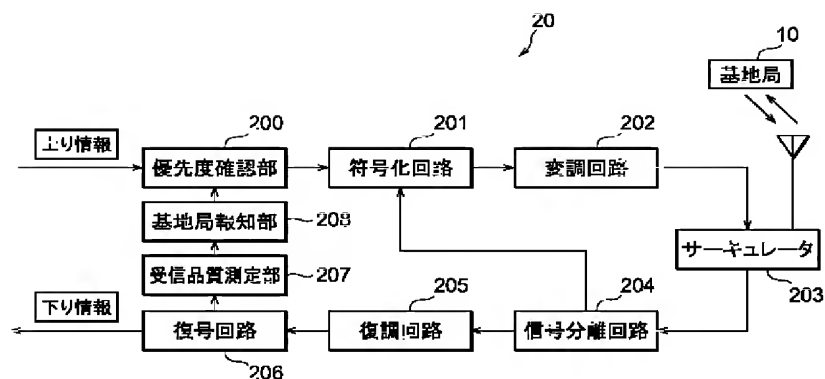 20
10
基地局
200
201
202
上り情報
優先度確認部
符号化回路
変調回路
基地局報知部
208
サーキュレータ
203
受信品質測定部
207
205
204
下り情報
復号回路
復調回路
信号分離回路
206